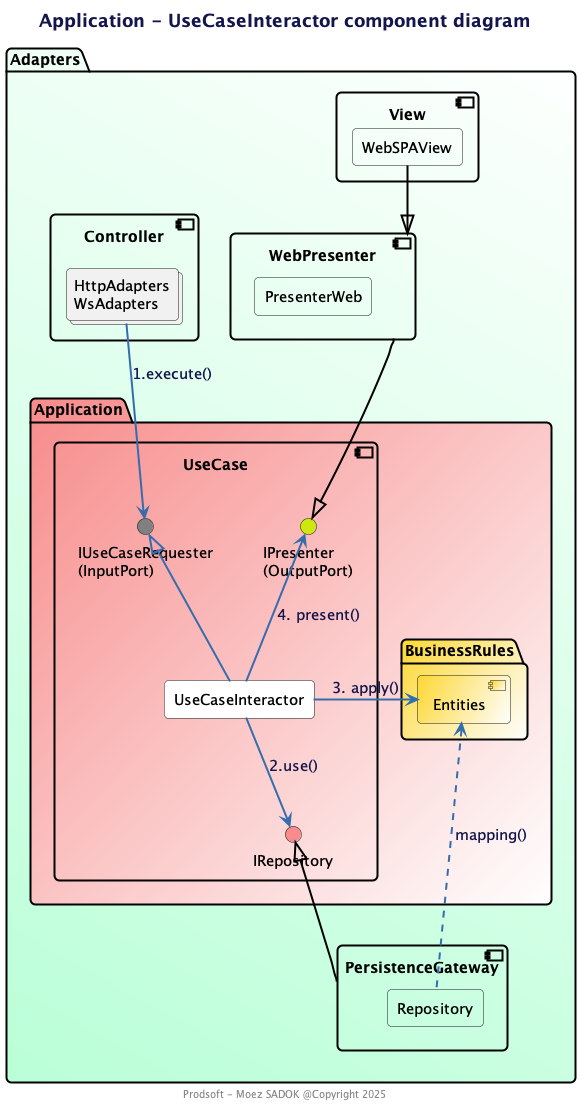 Application - UseCaseInteractor component diagram
Adapters
View
WebSPAView
Controller
HttpAdapters
WsAdapters
WebPresenter
PresenterWeb
1.execute()
Application
UseCase
IUseCaseRequester
(InputPort)
IPresenter
(OutputPort)
4. present()
BusinessRules
Entities
3. apply()
UseCaseInteractor
2.use()
mapping()
IRepository
PersistenceGateway
Repository
Prodsoft - Moez SADOK @Copyright 2025